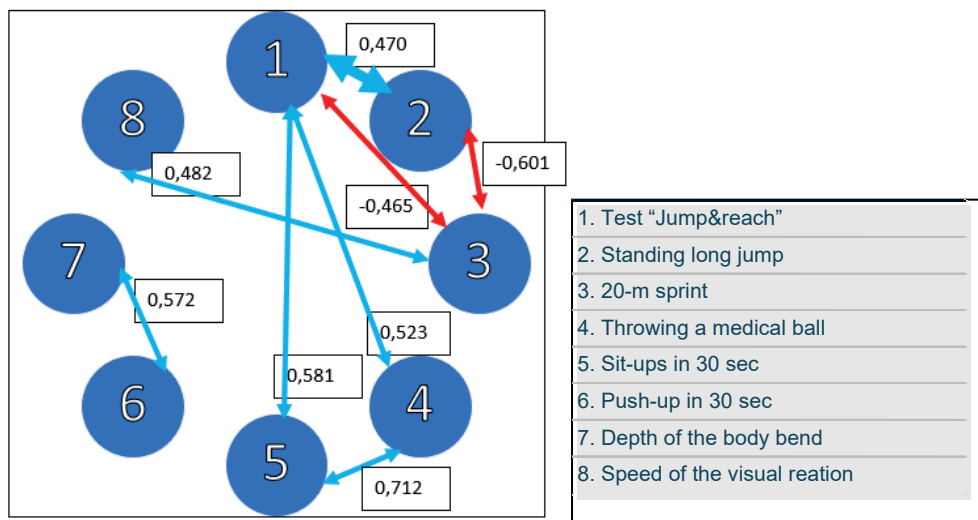 1
0,470
8
2
0,482
-0,601
-0,465
7
3
0,572
0,523
0,581
6
4
5
0,712
1. Test “Jump&reach”
2. Standing long jump
3. 20-m sprint
4. Throwing a medical ball
5. Sit-ups in 30 sec
6. Push-up in 30 sec
7. Depth of the body bend
8. Speed of the visual reation